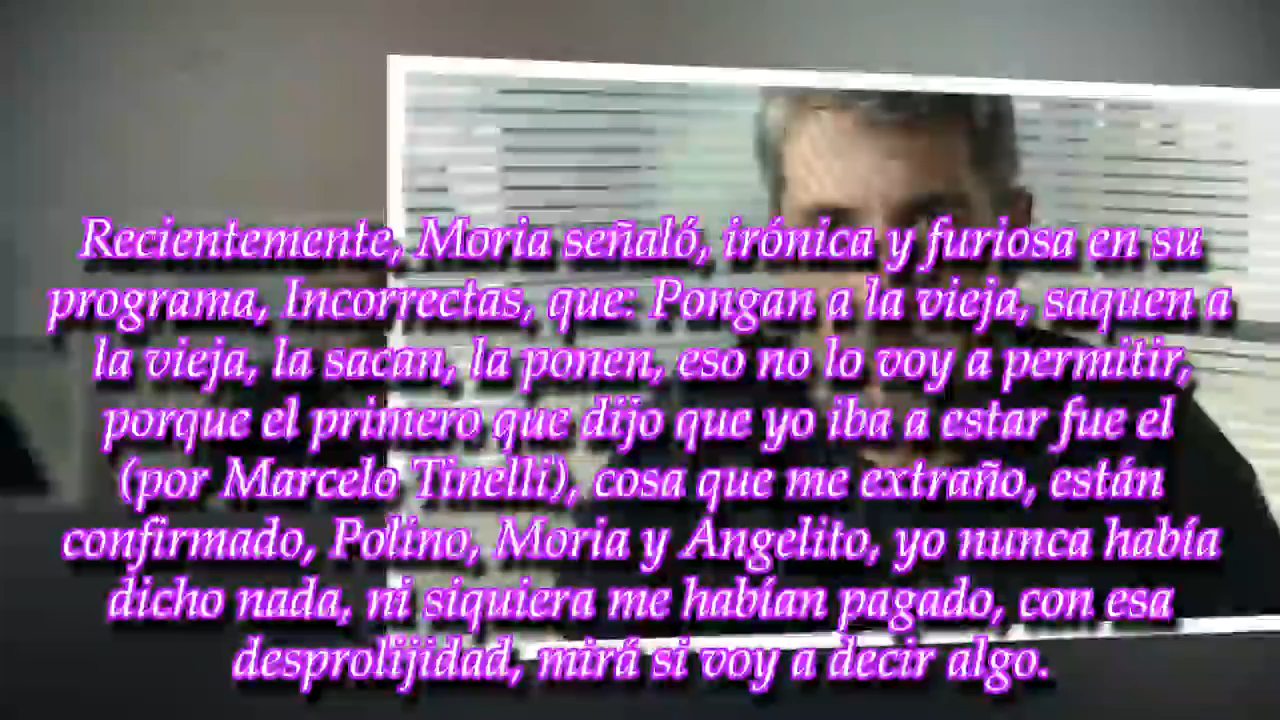 Recientemente, Moria señaló, irónica y furiosa en su
programa, Incorrectas, que: Pongan a la vieja, saquen a
la vieja, la sacan, la ponen, eso no lo voy a permitir,
porque el primero que dijo que yo iba a estar fue el
(por Marcelo Tinelli), cosa que me extraño, están
confirmado, Polino, Moria y Angelito, yo nunca había
dicho nada, ni siquiera me habían pagado, con esa
desprolijidad, mirá si voy a decir algo.